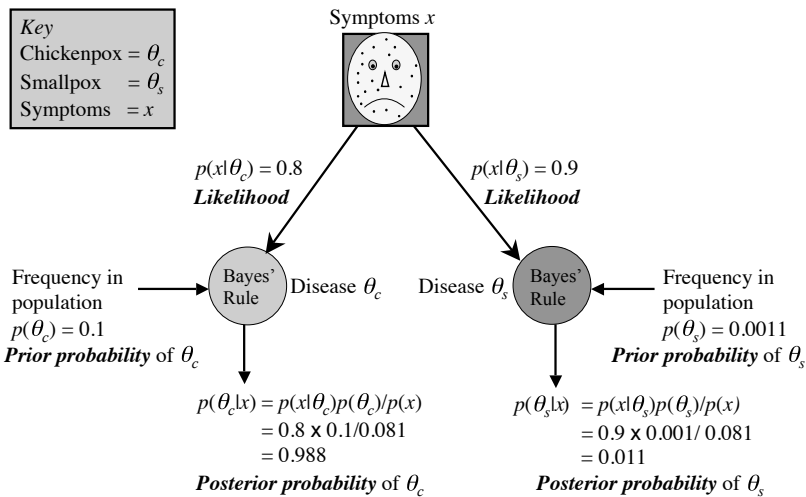 Key
Chickenpox = θc
Smallpox = θs
Symptoms = x
Symptoms x
p(x|θc) = 0.8
Likelihood
p(x|θs) = 0.9
Likelihood
Frequency in
population
p(θc) = 0.1
Prior probability of θc
Bayes’
Rule
Disease θc
Disease θs
Bayes’
Rule
Frequency in
population
p(θs) = 0.0011
Prior probability of θs
p(θc|x) = p(x|θc)p(θc)/p(x)
= 0.8 x 0.1/0.081
= 0.988
Posterior probability of θc
p(θs|x) = p(x|θs)p(θs)/p(x)
= 0.9 x 0.001/ 0.081
= 0.011
Posterior probability of θs